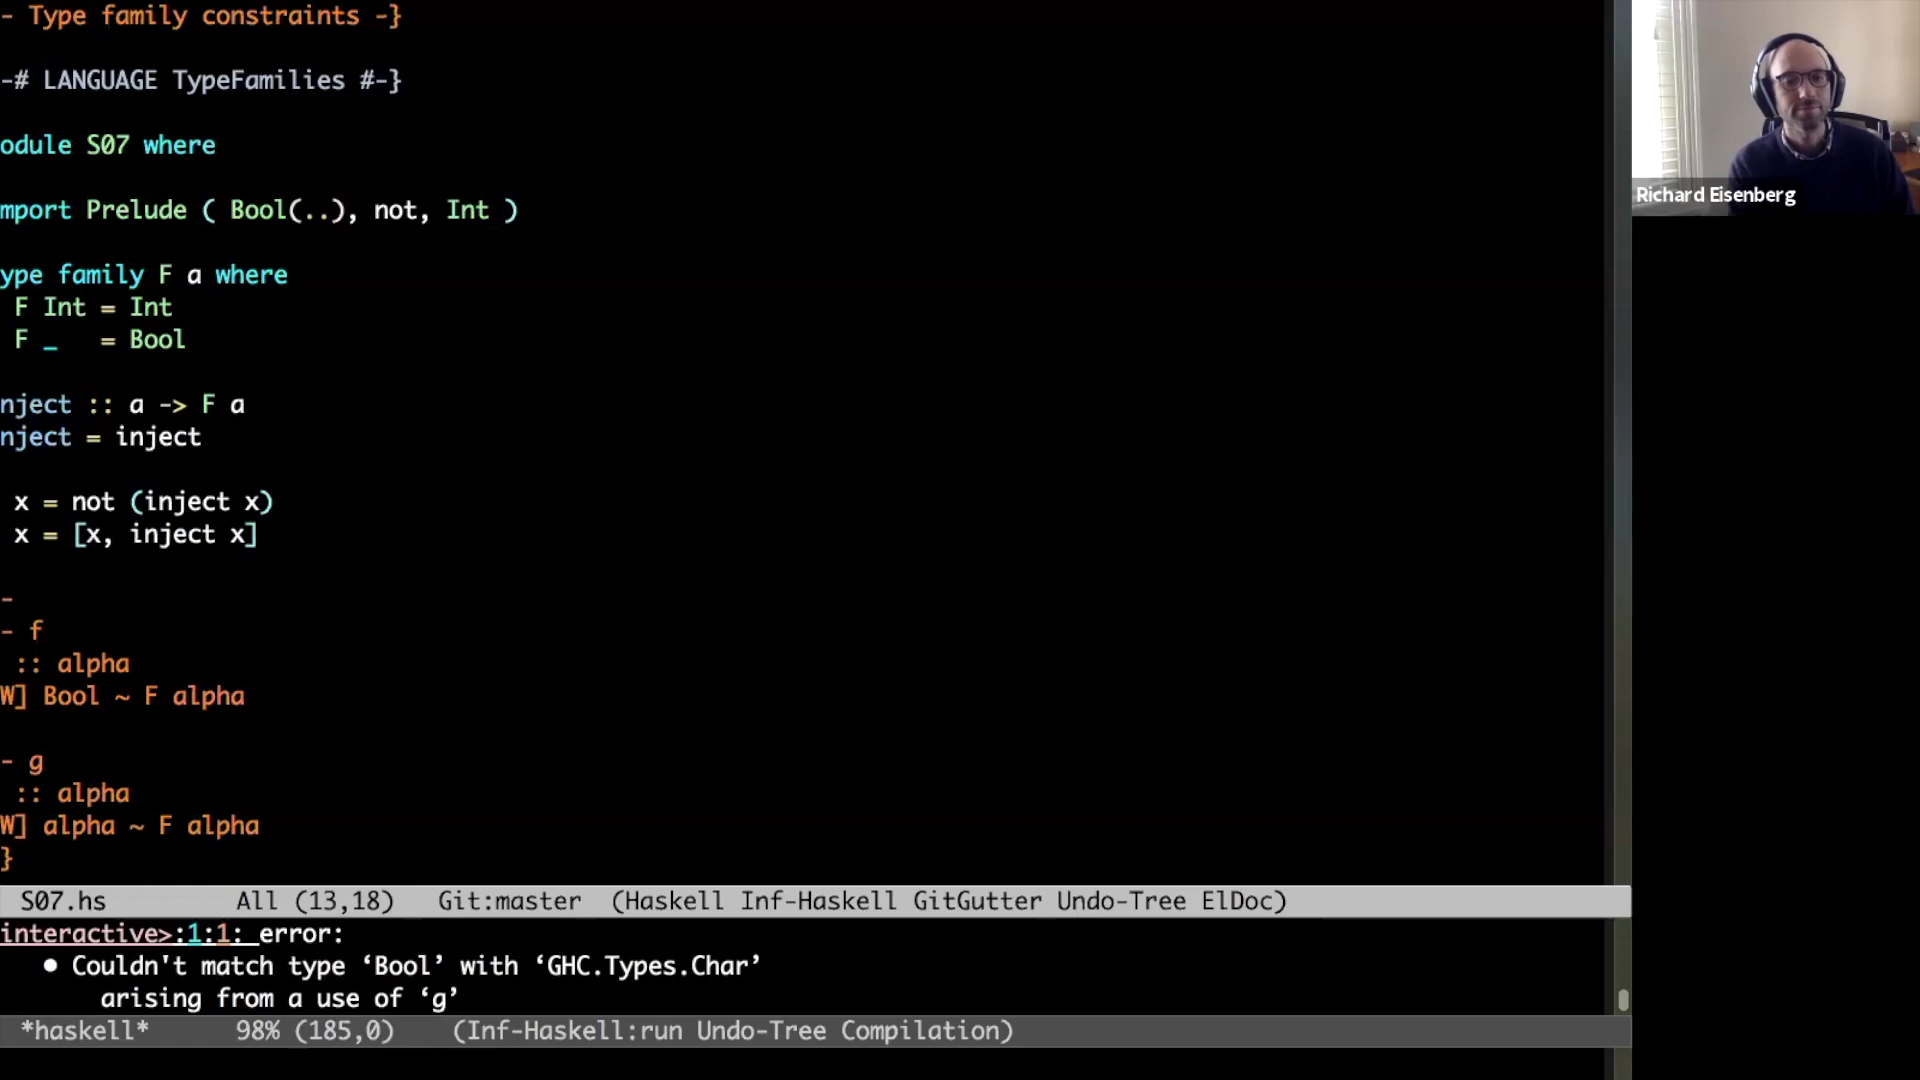 - Type family constraints -}
-# LANGUAGE TypeFamilies #-}
odule S07 where
mport Prelude ( Bool(..), not, Int )
ype family F a where
F Int = Int
F _ = Bool
nject :: a -> F a
nject = inject
x = not (inject x)
x = [x, inject x]
-
- f
:: alpha
W] Bool ~ F alpha
- g
:: alpha
W] alpha ~ F alpha
}
S07.hs All (13,18) Git:master (Haskell Inf-Haskell GitGutter Undo-Tree ElDoc)
interactive>:1:1: error:
• Couldn't match type ‘Bool’ with ‘GHC.Types.Char’
arising from a use of ‘g’
*haskell* 98% (185,0) (Inf-Haskell:run Undo-Tree Compilation)
Richard Eisenberg